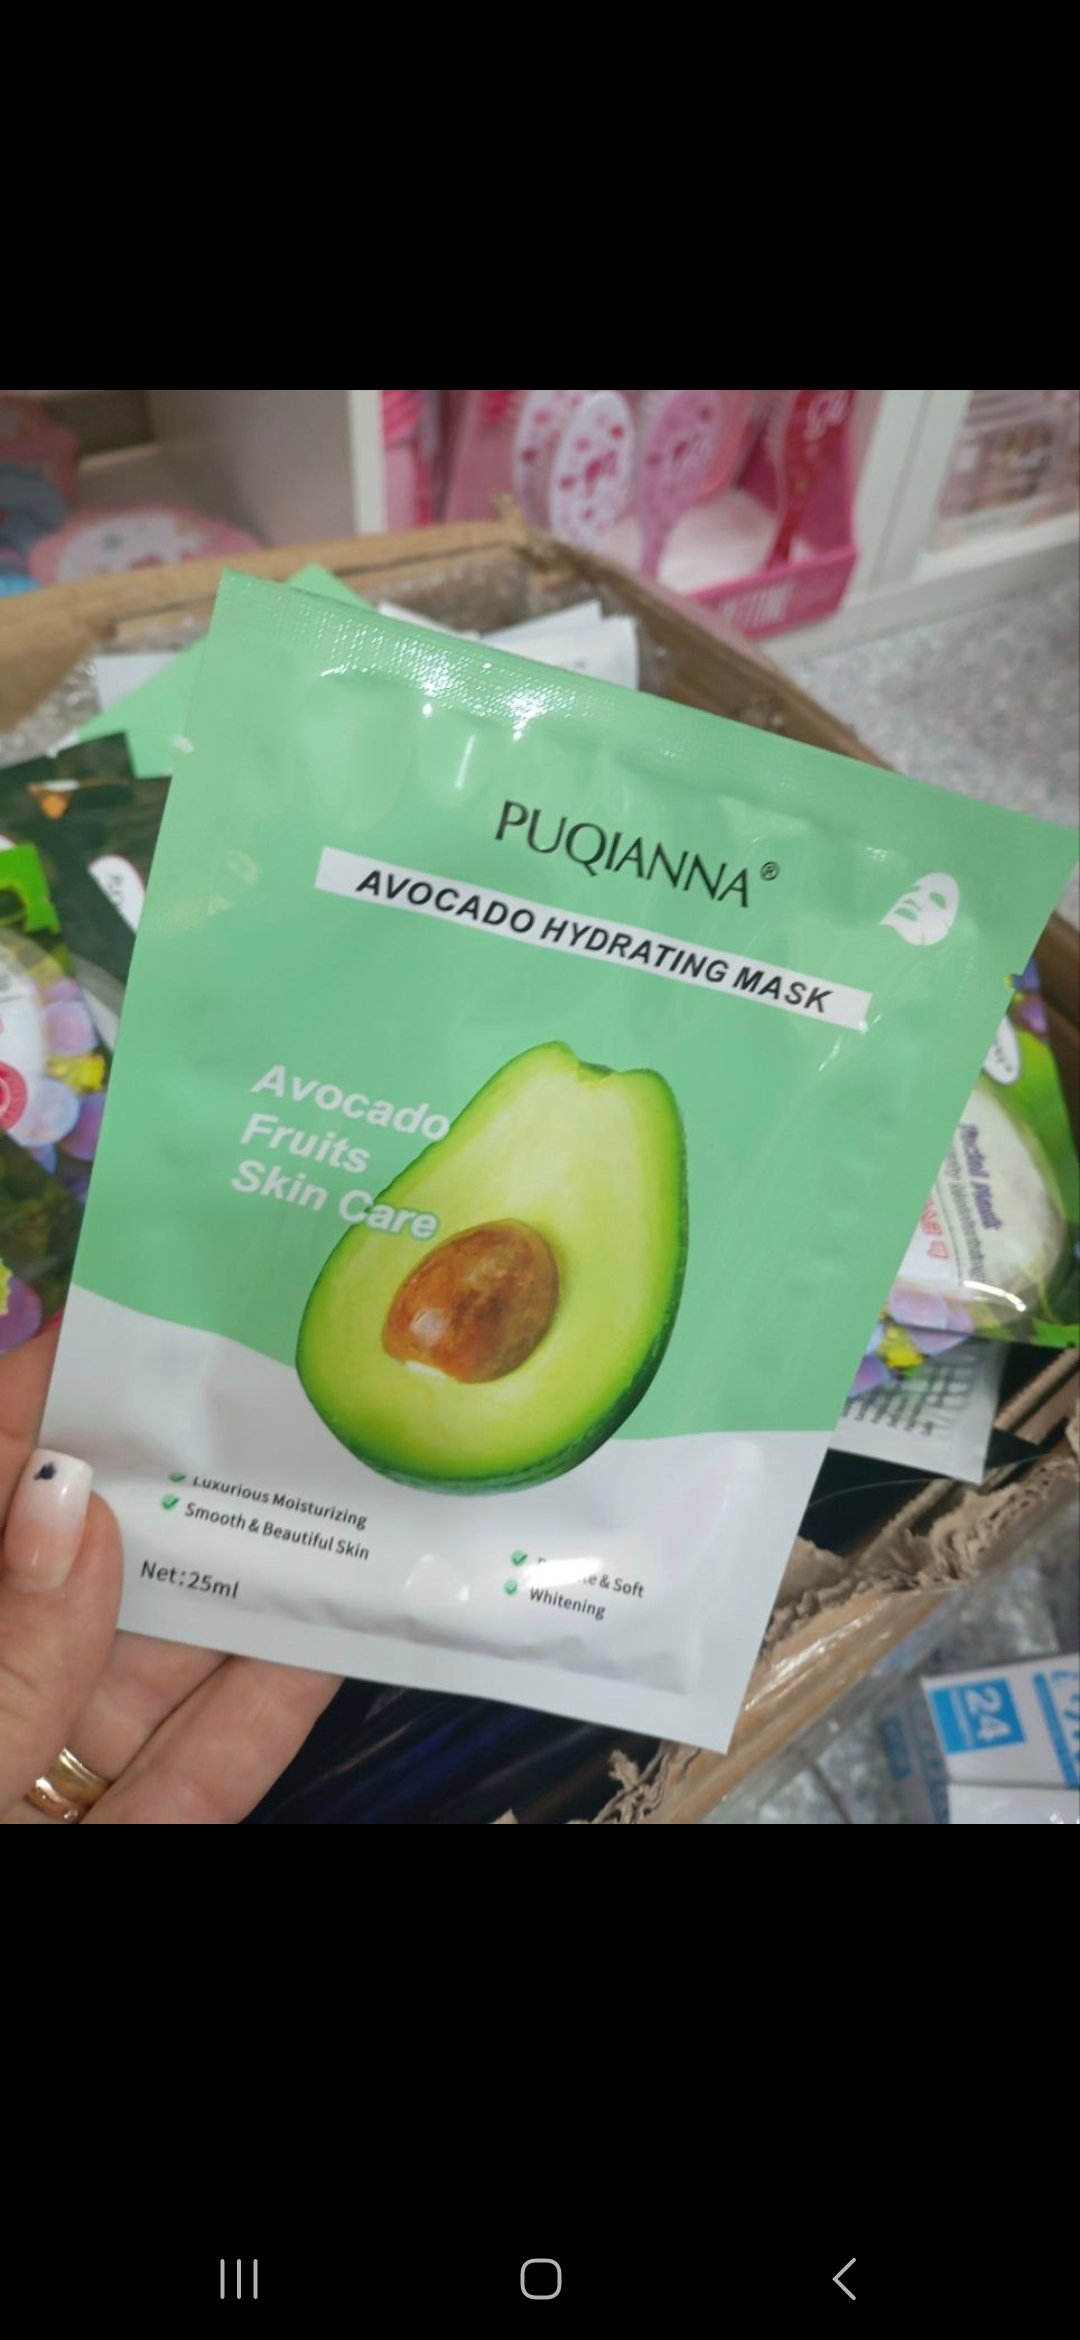 PUQIANNA®
AVOCADO HYDRATING MASK
Avocado
Fruits
Skin Care
Luxurious Moisturizing
Smooth & Beautiful Skin
& Soft
Whitening
Net:25ml
24